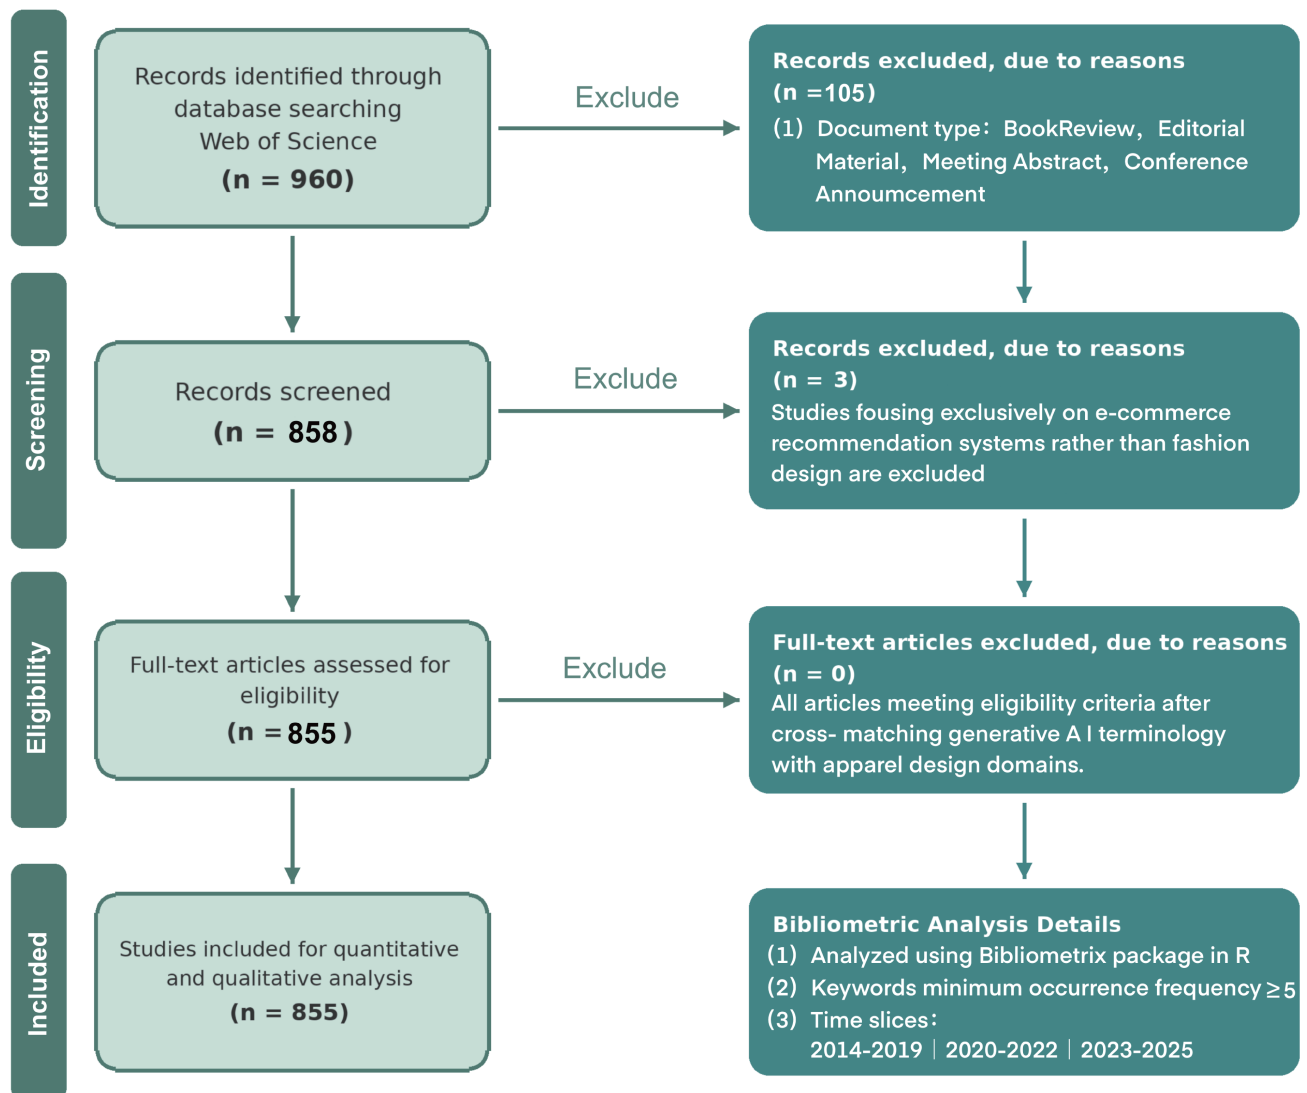 Identification
Records identified through
database searching
Web of Science
(n = 960)
Exclude
Records excluded, due to reasons
(n =105)
(1) Document type：BookReview，Editorial
Material，Meeting Abstract，Conference
Announcement
Screening
Records screened
(n = 858)
Exclude
Records excluded, due to reasons
(n = 3)
Studies fousing exclusively on e-commerce
recommendation systems rather than fashion
design are excluded
Eligibility
Full-text articles assessed for
eligibility
(n =855 )
Exclude
Full-text articles excluded, due to reasons
(n = 0)
All articles meeting eligibility criteria after
cross- matching generative A I terminology
with apparel design domains.
Included
Studies included for quantitative
and qualitative analysis
(n = 855)
Bibliometric Analysis Details
(1) Analyzed using Bibliometrix package in R
(2) Keywords minimum occurrence frequency ≥5
(3) Time slices：
2014-2019 | 2020-2022 | 2023-2025